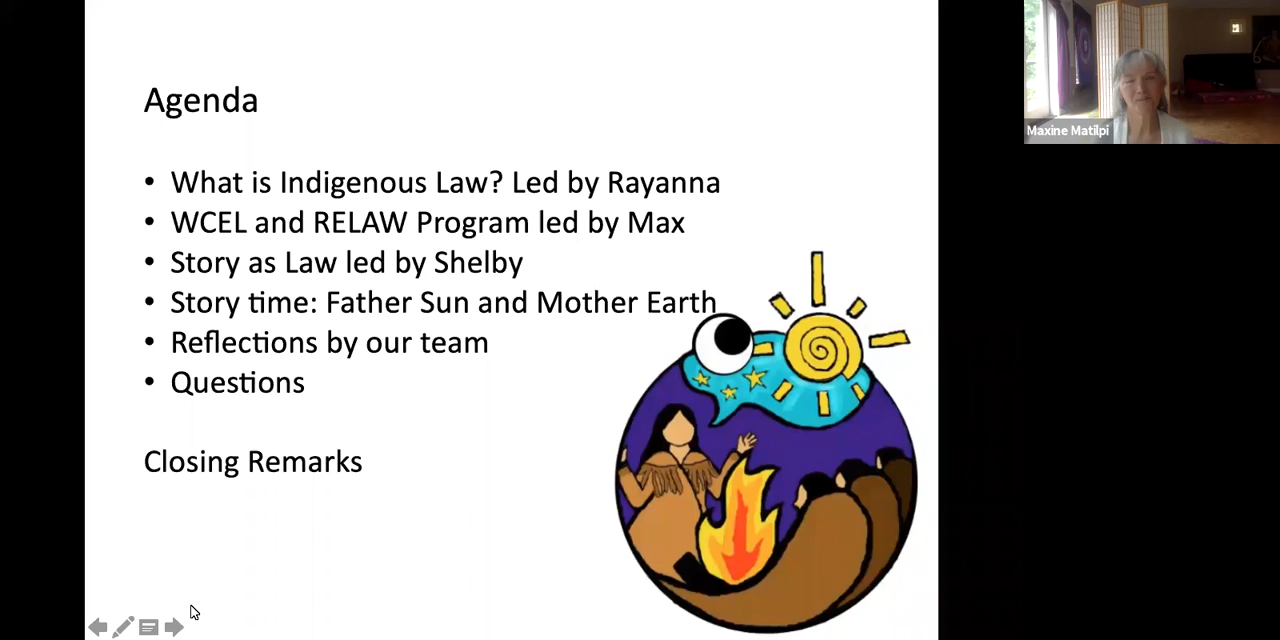 Agenda
• What is Indigenous Law? Led by Rayanna
• WCEL and RELAW Program led by Max
• Story as Law led by Shelby
• Story time: Father Sun and Mother Earth
• Reflections by our team
• Questions
Closing Remarks
Maxine Matilpi